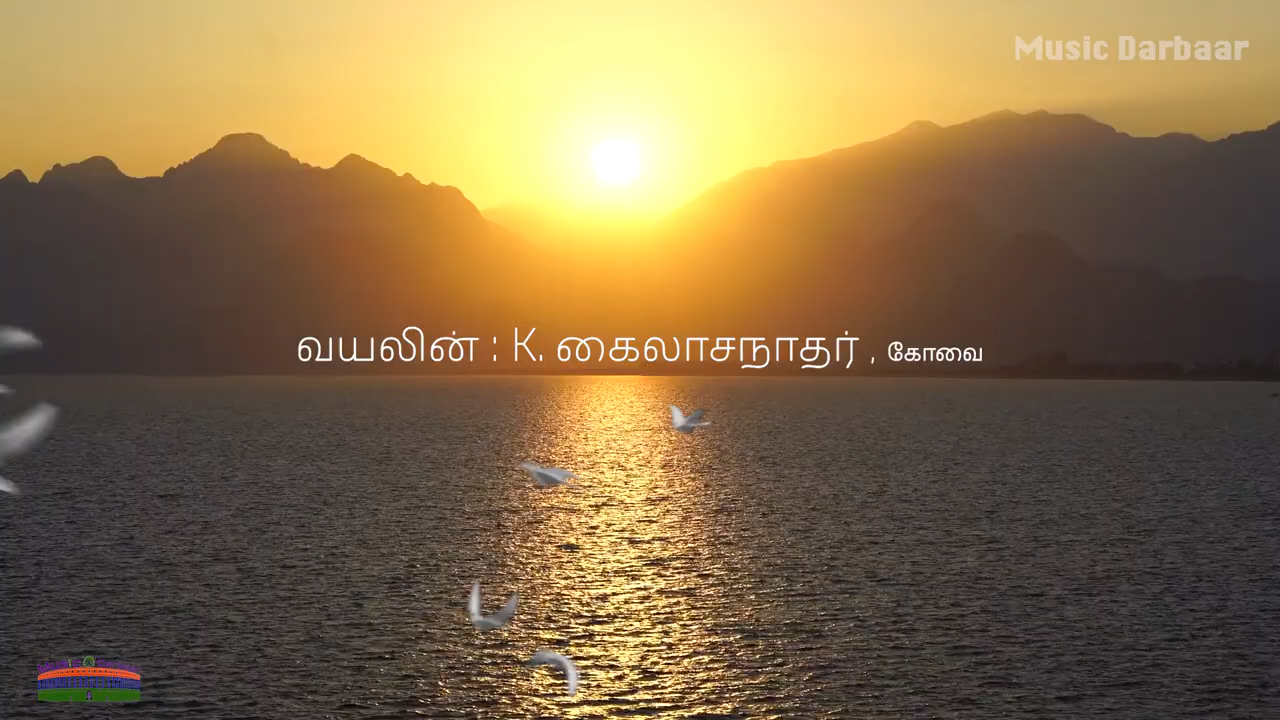 Music Darbaar
வயலின் : K. கைலாசநாதர் , கோவை